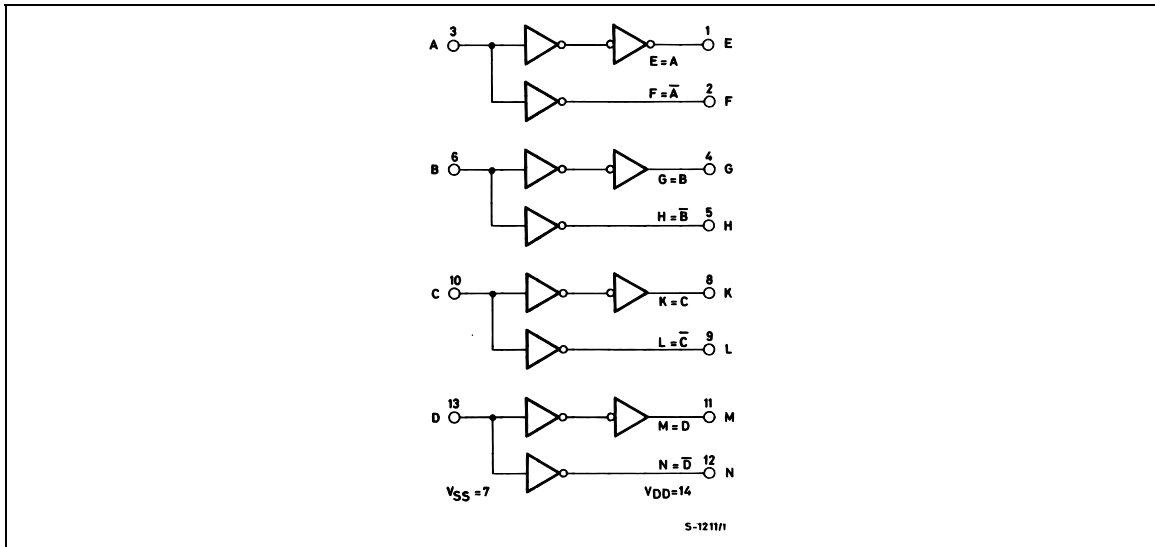 3 1
A E
E = A
F = A̅ 2
F
6 4
B G
G = B
H = B̅ 5
H
10 8
C K
K = C
L = C̅ 9
L
13 11
D M
M = D
N = D̅ 12
N
VSS = 7 VDD=14
S-1211/1